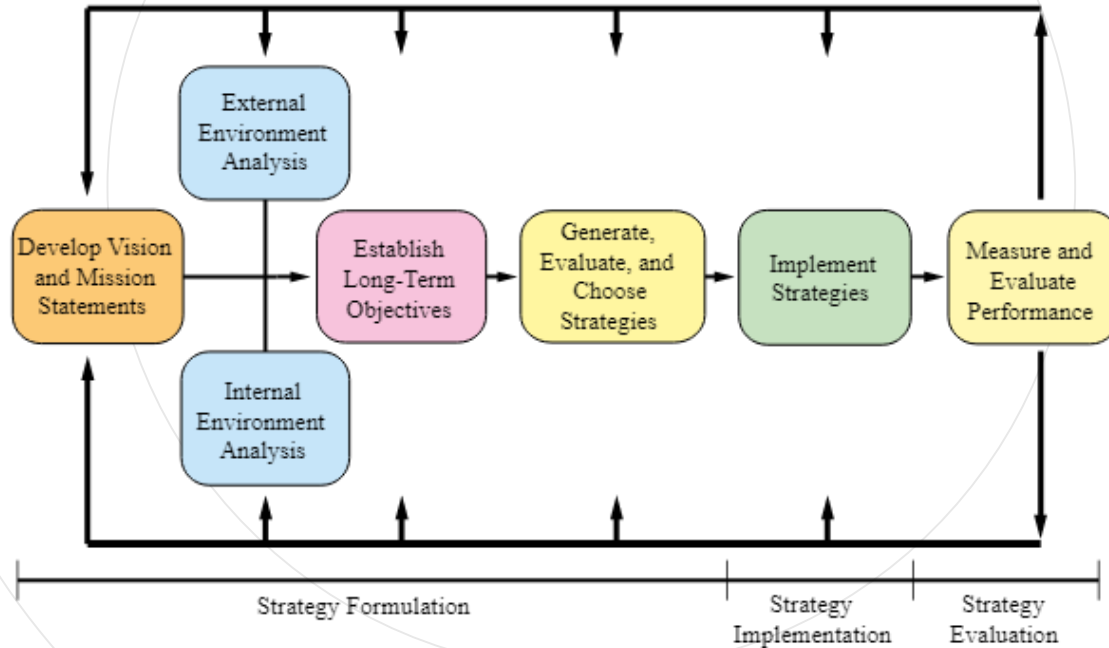 External
Environment
Analysis
Develop Vision
and Mission
Statements
Establish
Long-Term
Objectives
Generate,
Evaluate, and
Choose
Strategies
Implement
Strategies
Measure and
Evaluate
Performance
Internal
Environment
Analysis
Strategy Formulation
Strategy
Implementation
Strategy
Evaluation